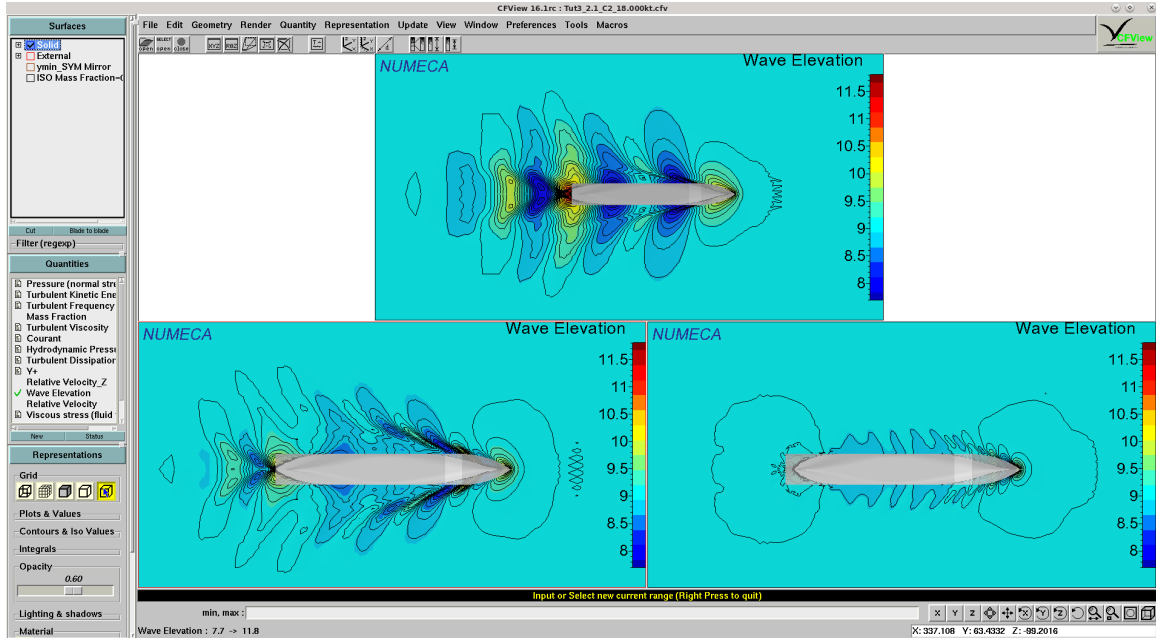 CFView 16.1rc : Tut3_2.1_C2_18.000kt.cfv
Surfaces
File Edit Geometry Render Quantity Representation Update View Window Preferences Tools Macros
open SELECT open close
CFView
Solid
External
ymin_SYM Mirror
ISO Mass Fraction=(
Cut Blade to blade
Filter (regexp)
Quantities
Pressure (normal stre
Turbulent Kinetic Ene
Turbulent Frequency
Mass Fraction
Turbulent Viscosity
Courant
Hydrodynamic Pressu
Turbulent Dissipation
Y+
Relative Velocity_Z
Wave Elevation
Relative Velocity
Viscous stress (fluid
New Status
Representations
Grid
Plots & Values
Contours & Iso Values
Integrals
Opacity
0.60
Lighting & shadows
Material
NUMECA
Wave Elevation
11.5
11
10.5
10
9.5
9
8.5
8
NUMECA
Wave Elevation
11.5
11
10.5
10
9.5
9
8.5
8
NUMECA
Wave Elevation
11.5
11
10.5
10
9.5
9
8.5
8
Input or Select new current range (Right Press to quit)
min, max :
X Y Z
Wave Elevation : 7.7 -> 11.8
X: 337.108 Y: 63.4332 Z: -99.2016